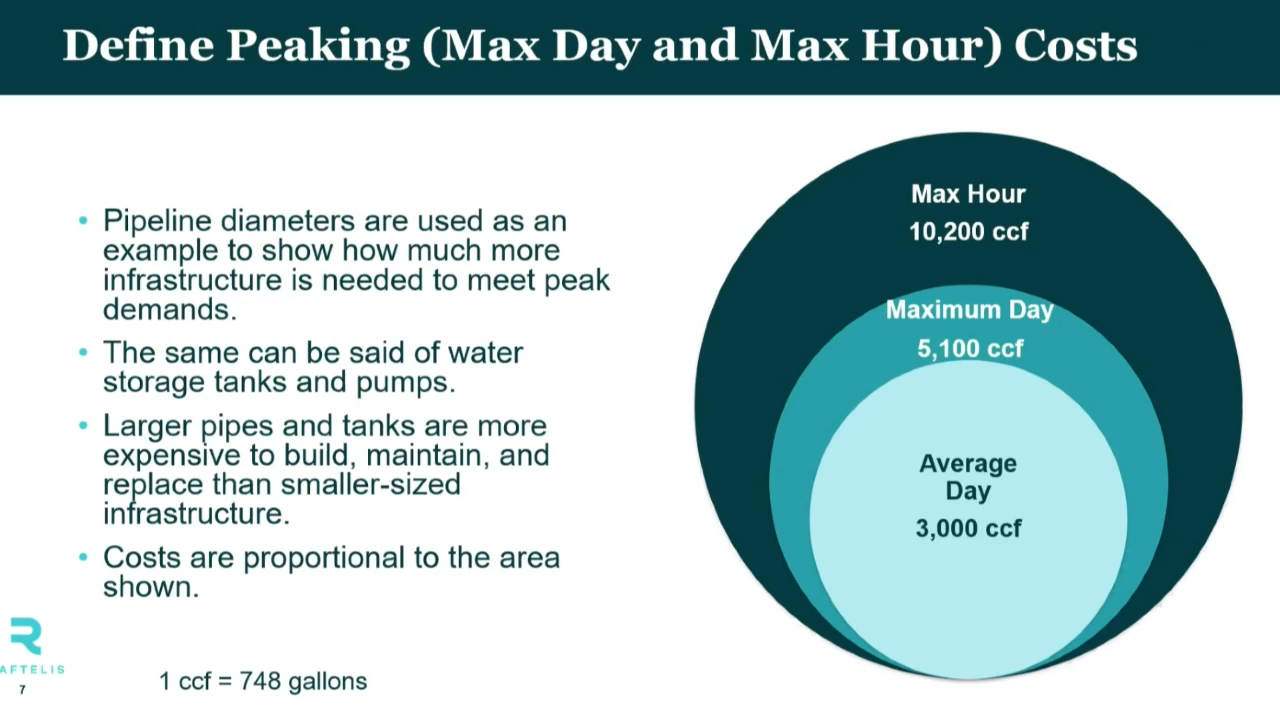 Define Peaking (Max Day and Max Hour) Costs
• Pipeline diameters are used as an
example to show how much more
infrastructure is needed to meet peak
demands.
• The same can be said of water
storage tanks and pumps.
• Larger pipes and tanks are more
expensive to build, maintain, and
replace than smaller-sized
infrastructure.
• Costs are proportional to the area
shown.
Max Hour
10,200 ccf
Maximum Day
5,100 ccf
Average
Day
3,000 ccf
AFTELIS
7
1 ccf = 748 gallons